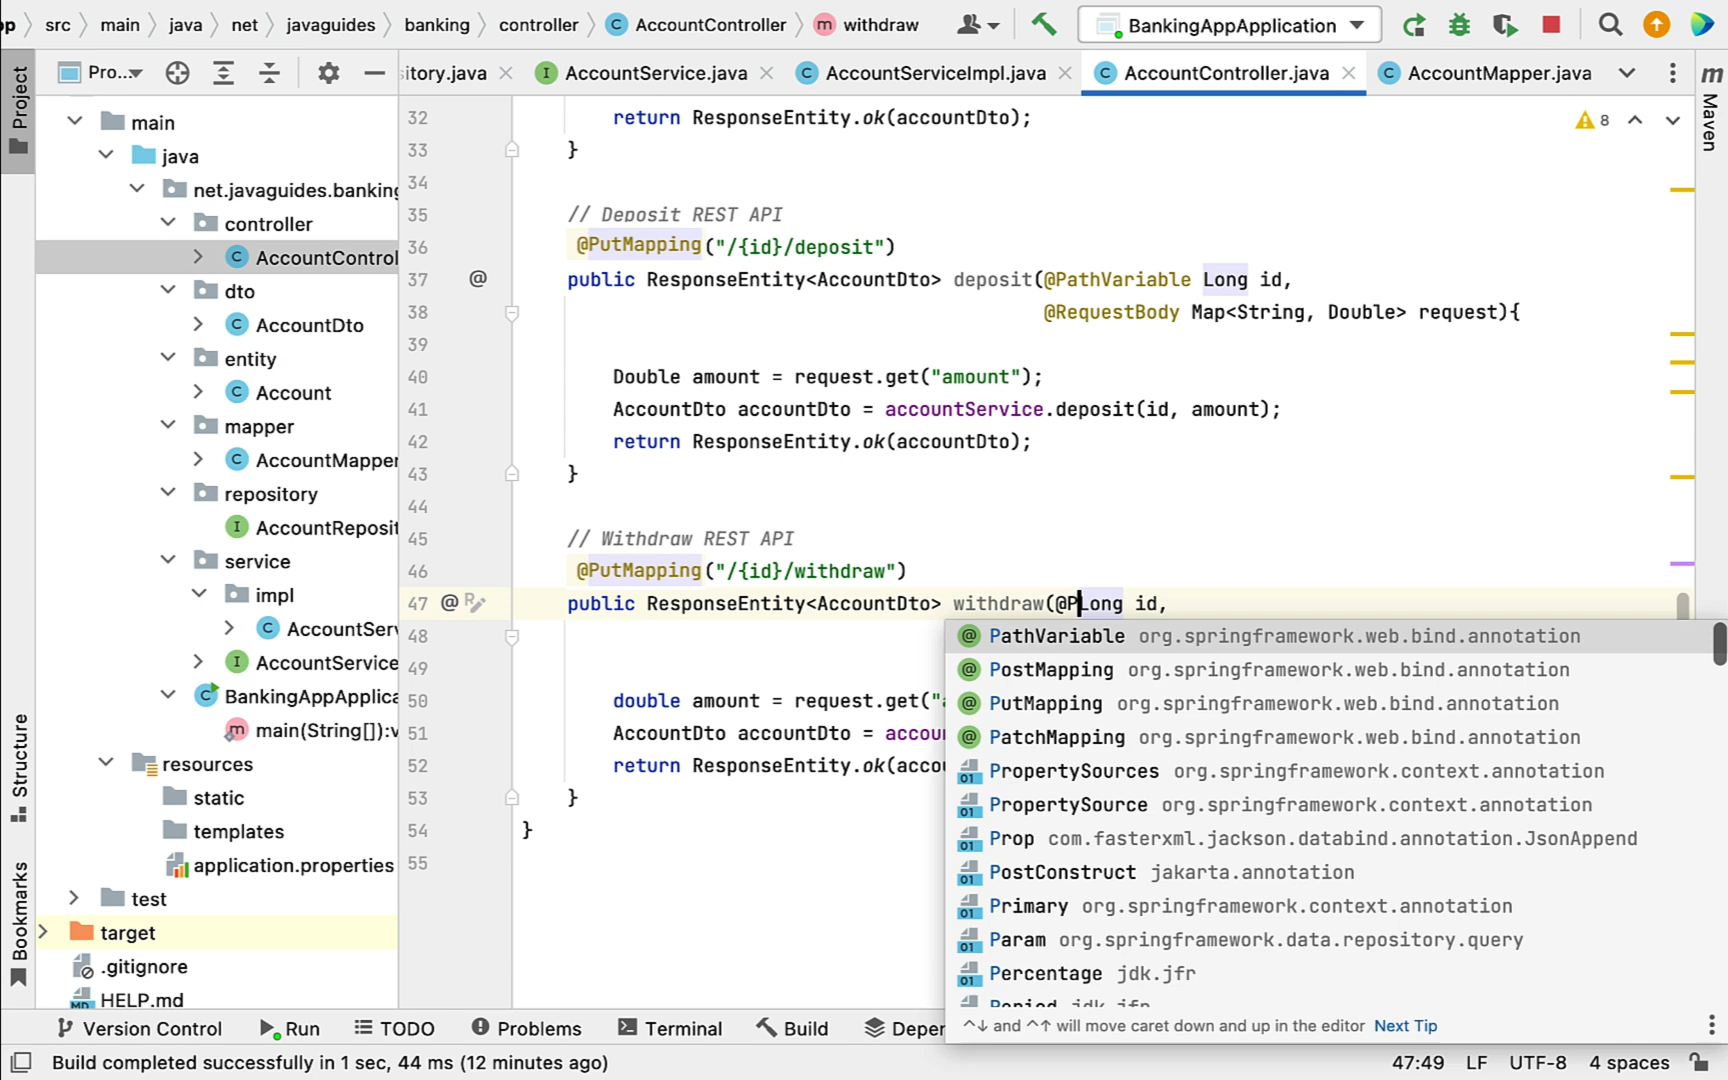 pp src main java net javaguides banking controller AccountController withdraw BankingAppApplication
Project Pro... itory.java AccountService.java AccountServiceImpl.java AccountController.java AccountMapper.java
Maven
8
main
java
net.javaguides.banking
controller
AccountControl
dto
AccountDto
entity
Account
mapper
AccountMapper
repository
AccountReposit
service
impl
AccountSer
AccountService
BankingAppApplica
main(String[]):v
resources
static
templates
application.properties
test
target
.gitignore
HELP.md
Structure
Bookmarks
32 return ResponseEntity.ok(accountDto);
33 }
34
35 // Deposit REST API
36 @PutMapping("/{id}/deposit")
37 public ResponseEntity<AccountDto> deposit(@PathVariable Long id,
38 @RequestBody Map<String, Double> request){
39
40 Double amount = request.get("amount");
41 AccountDto accountDto = accountService.deposit(id, amount);
42 return ResponseEntity.ok(accountDto);
43 }
44
45 // Withdraw REST API
46 @PutMapping("/{id}/withdraw")
47 public ResponseEntity<AccountDto> withdraw(@PLong id,
48
49
50 double amount = request.get("
51 AccountDto accountDto = accou
52 return ResponseEntity.ok(acco
53 }
54 }
55
PathVariable org.springframework.web.bind.annotation
PostMapping org.springframework.web.bind.annotation
PutMapping org.springframework.web.bind.annotation
PatchMapping org.springframework.web.bind.annotation
PropertySources org.springframework.context.annotation
PropertySource org.springframework.context.annotation
Prop com.fasterxml.jackson.databind.annotation.JsonAppend
PostConstruct jakarta.annotation
Primary org.springframework.context.annotation
Param org.springframework.data.repository.query
Percentage jdk.jfr
Period jdk.jfr
^↓ and ^↑ will move caret down and up in the editor Next Tip
Version Control Run TODO Problems Terminal Build Depen
Build completed successfully in 1 sec, 44 ms (12 minutes ago) 47:49 LF UTF-8 4 spaces